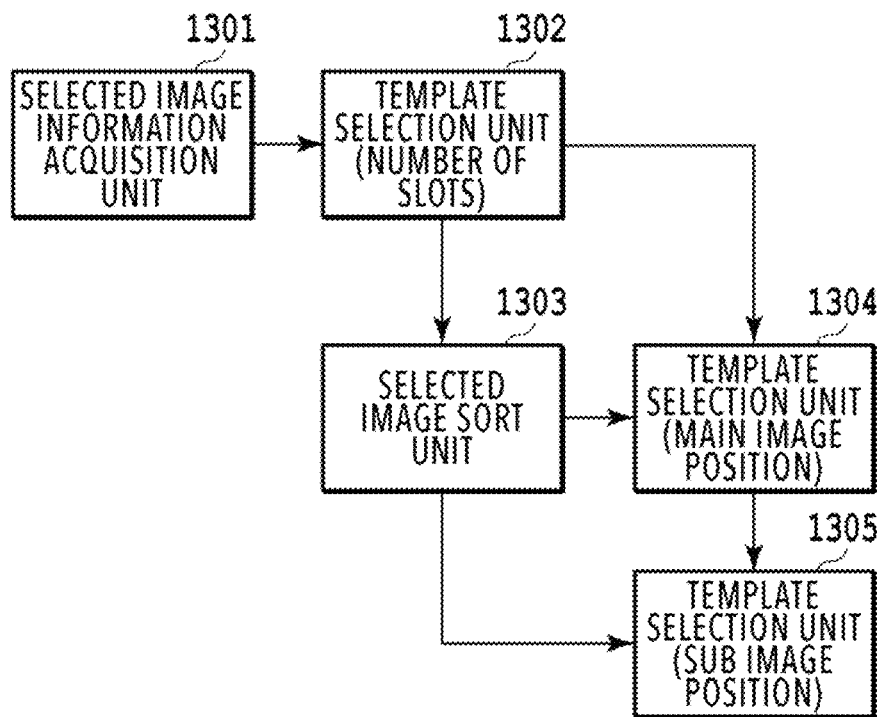 1301
SELECTED IMAGE
INFORMATION
ACQUISITION
UNIT
1302
TEMPLATE
SELECTION UNIT
(NUMBER OF
SLOTS)
1303
SELECTED
IMAGE SORT
UNIT
1304
TEMPLATE
SELECTION UNIT
(MAIN IMAGE
POSITION)
1305
TEMPLATE
SELECTION UNIT
(SUB IMAGE
POSITION)